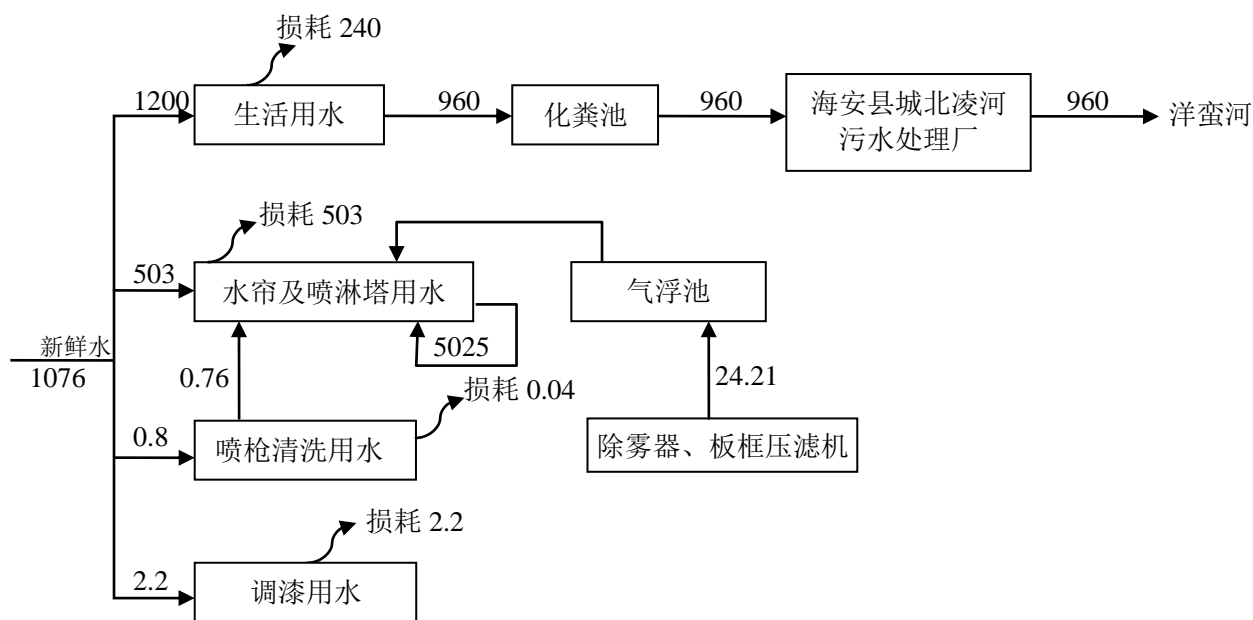 损耗 240
1200
生活用水
960
化粪池
960
海安县城北凌河
污水处理厂
960
洋蛮河
损耗 503
503
水帘及喷淋塔用水
气浮池
5025
新鲜水
1076
0.76
24.21
损耗 0.04
0.8
喷枪清洗用水
除雾器、板框压滤机
损耗 2.2
2.2
调漆用水